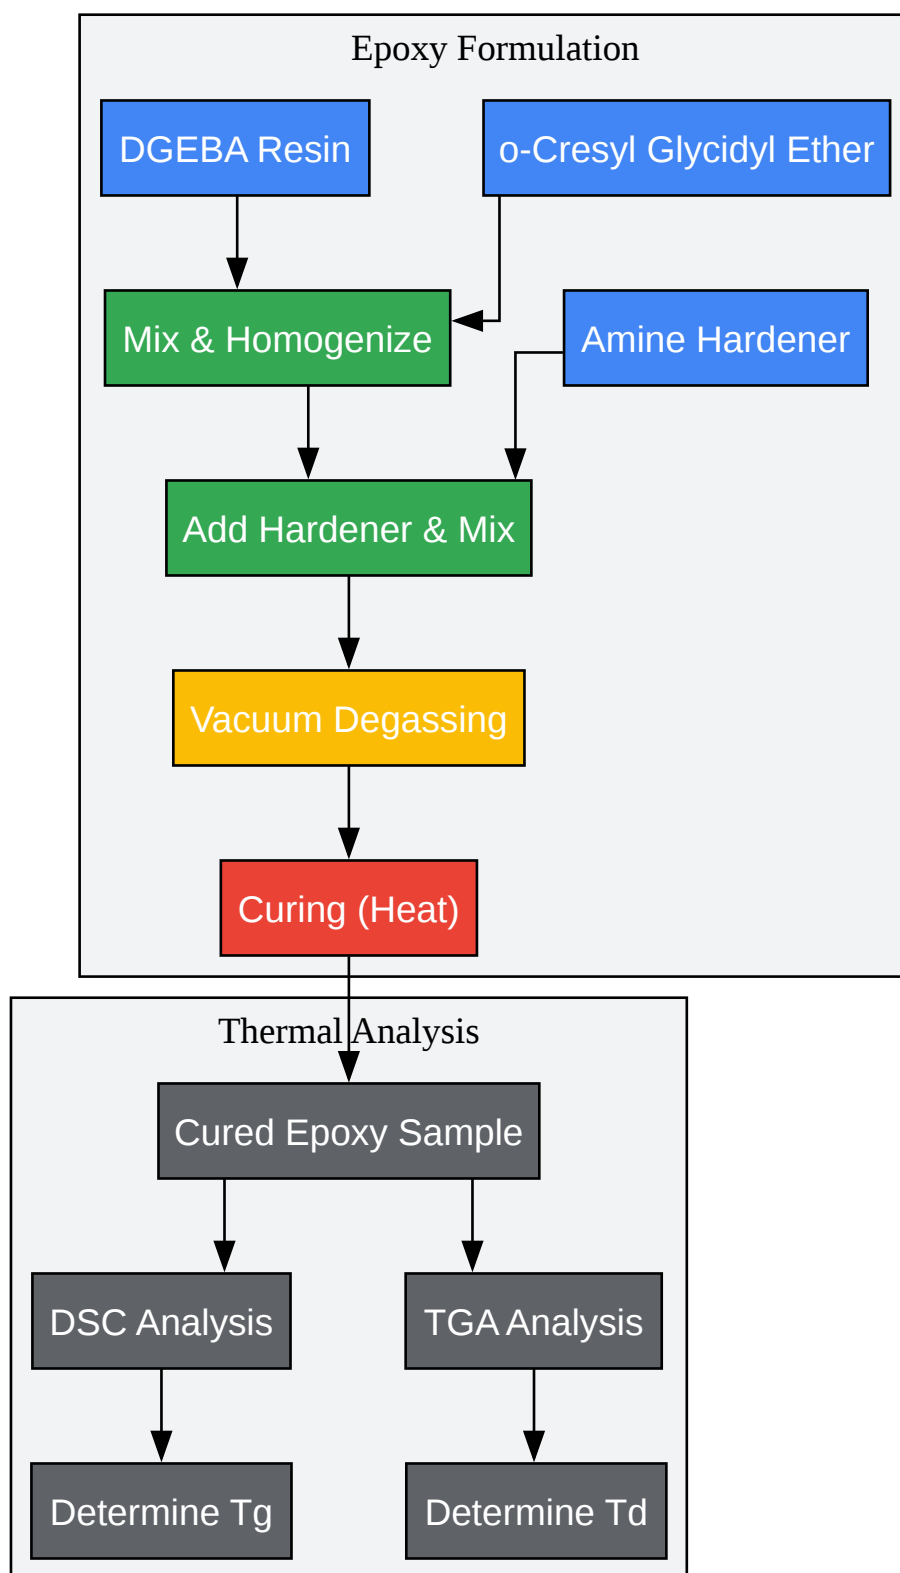 Epoxy Formulation
DGEBA Resin
o-Cresyl Glycidyl Ether
Mix & Homogenize
Amine Hardener
Add Hardener & Mix
Vacuum Degassing
Curing (Heat)
Thermal Analysis
Cured Epoxy Sample
DSC Analysis
TGA Analysis
Determine Tg
Determine Td